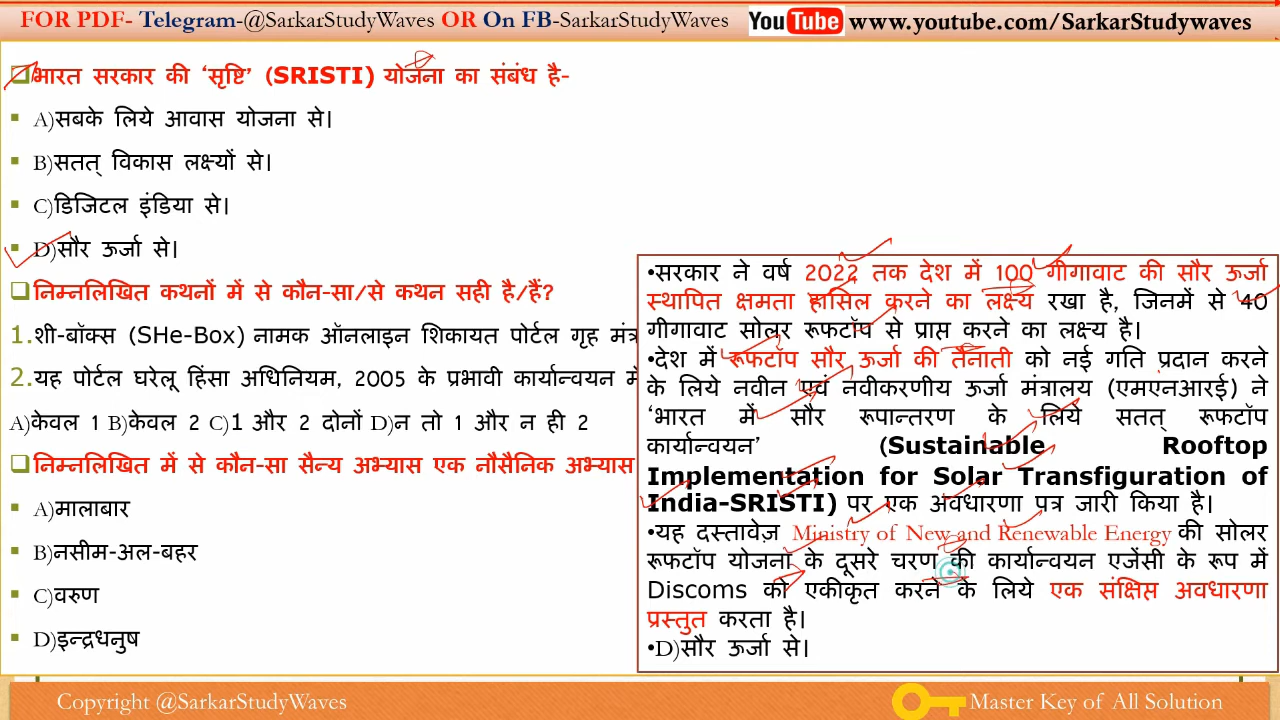 FOR PDF- Telegram-@SarkarStudyWaves OR On FB-SarkarStudyWaves
YouTube www.youtube.com/SarkarStudywaves
भारत सरकार की ‘सृष्टि’ (SRISTI) योजना का संबंध है-
A)सबके लिये आवास योजना से।
B)सतत् विकास लक्ष्यों से।
C)डिजिटल इंडिया से।
D)सौर ऊर्जा से।
निम्नलिखित कथनों में से कौन-सा/से कथन सही है/हैं?
1.शी-बॉक्स (SHe-Box) नामक ऑनलाइन शिकायत पोर्टल गृह मंत्र
2.यह पोर्टल घरेलू हिंसा अधिनियम, 2005 के प्रभावी कार्यान्वयन में
A)केवल 1 B)केवल 2 C)1 और 2 दोनों D)न तो 1 और न ही 2
निम्नलिखित में से कौन-सा सैन्य अभ्यास एक नौसैनिक अभ्यास
A)मालाबार
B)नसीम-अल-बहर
C)वरुण
D)इन्द्रधनुष
•सरकार ने वर्ष 2022 तक देश में 100 गीगावाट की सौर ऊर्जा
स्थापित क्षमता हासिल करने का लक्ष्य रखा है, जिनमें से 40
गीगावाट सोलर रूफटॉप से प्राप्त करने का लक्ष्य है।
•देश में रूफटॉप सौर ऊर्जा की तैनाती को नई गति प्रदान करने
के लिये नवीन एवं नवीकरणीय ऊर्जा मंत्रालय (एमएनआरई) ने
‘भारत में सौर रूपान्तरण के लिये सतत् रूफटॉप
कार्यान्वयन’ (Sustainable Rooftop
Implementation for Solar Transfiguration of
India-SRISTI) पर एक अवधारणा पत्र जारी किया है।
•यह दस्तावेज़ Ministry of New and Renewable Energy की सोलर
रूफटॉप योजना के दूसरे चरण की कार्यान्वयन एजेंसी के रूप में
Discoms को एकीकृत करने के लिये एक संक्षिप्त अवधारणा
प्रस्तुत करता है।
•D)सौर ऊर्जा से।
Copyright @SarkarStudyWaves
Master Key of All Solution